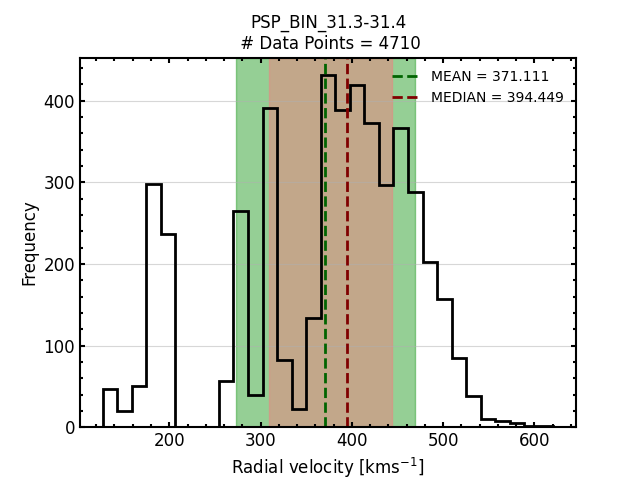 PSP_BIN_31.3-31.4
# Data Points = 4710
MEAN = 371.111
MEDIAN = 394.449
Frequency
400
300
200
100
0
200 300 400 500 600
Radial velocity [kms⁻¹]